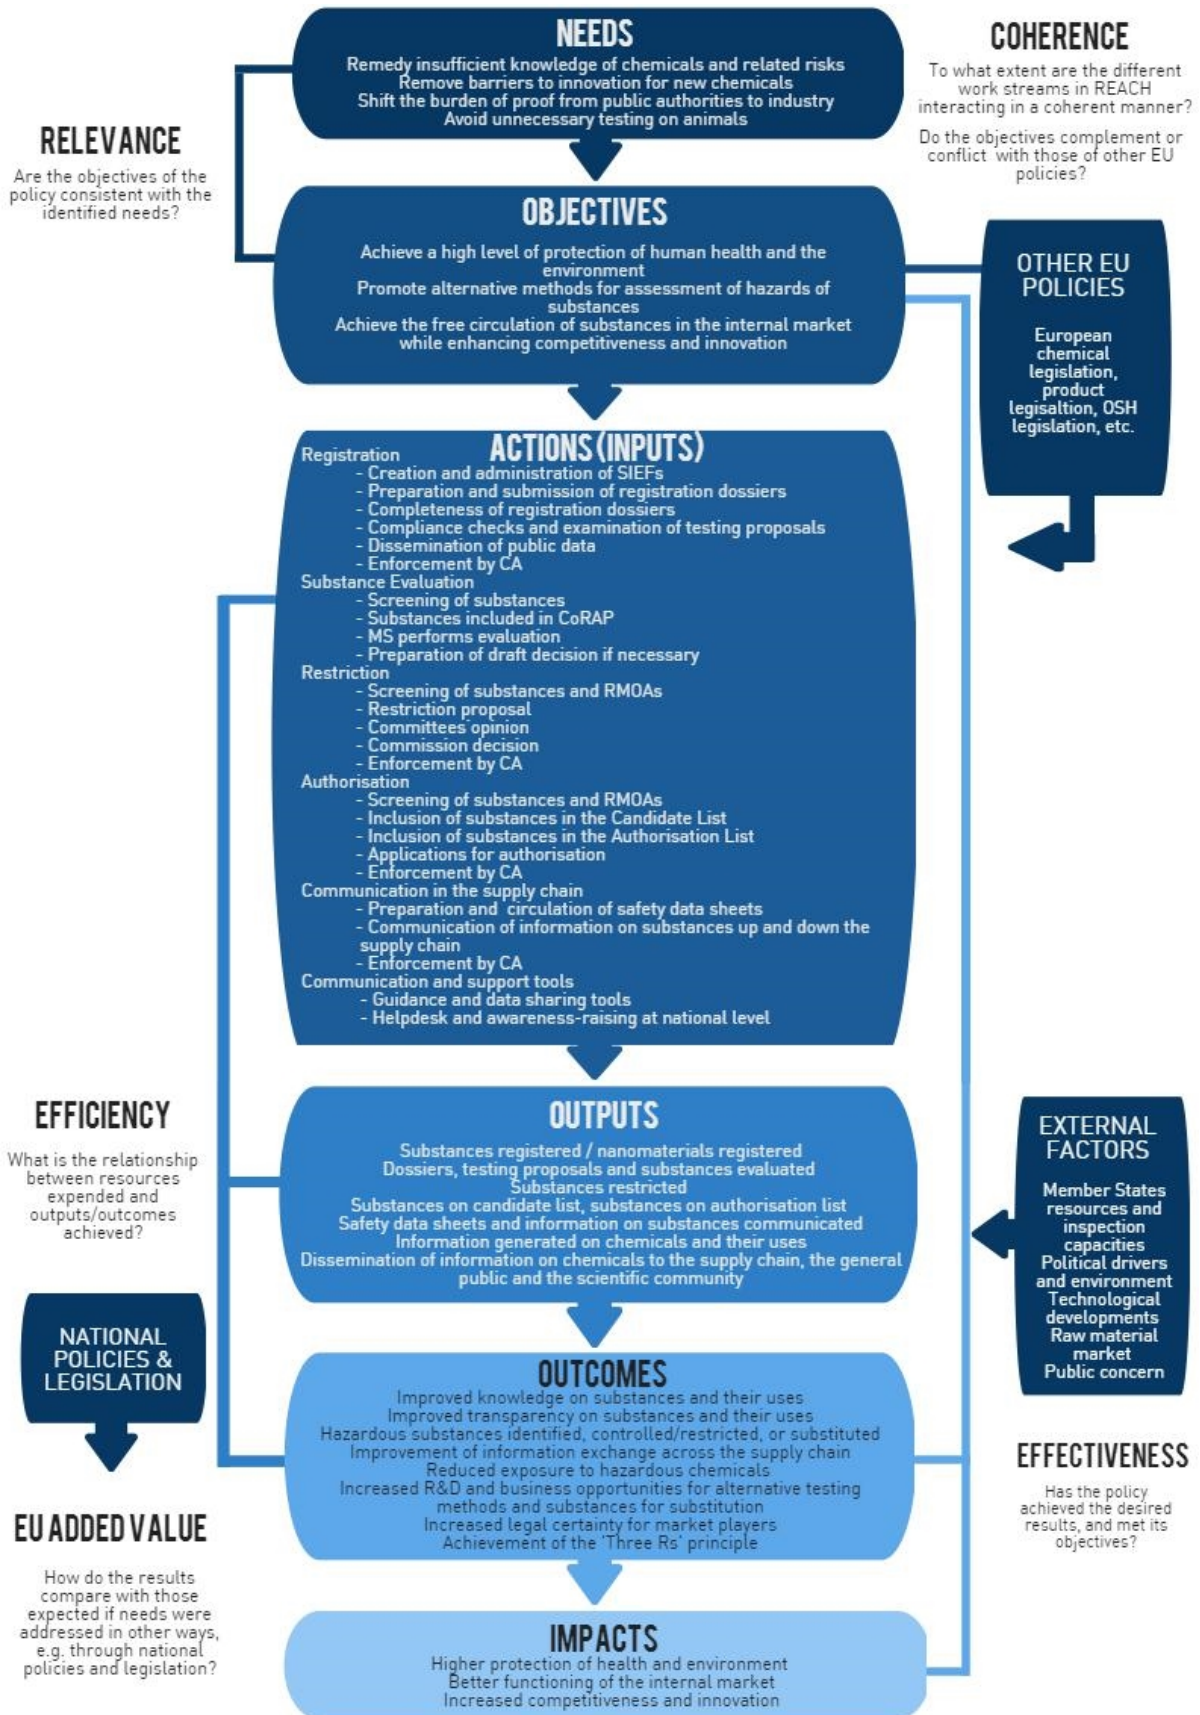 NEEDS
Remedy insufficient knowledge of chemicals and related risks
Remove barriers to innovation for new chemicals
Shift the burden of proof from public authorities to industry
Avoid unnecessary testing on animals
COHERENCE
To what extent are the different
work streams in REACH
interacting in a coherent manner?
Do the objectives complement or
conflict with those of other EU
policies?
RELEVANCE
Are the objectives of the
policy consistent with the
identified needs?
OBJECTIVES
Achieve a high level of protection of human health and the
environment
Promote alternative methods for assessment of hazards of
substances
Achieve the free circulation of substances in the internal market
while enhancing competitiveness and innovation
OTHER EU
POLICIES
European
chemical
legislation,
product
legisaltion, OSH
legislation, etc.
ACTIONS (INPUTS)
Registration
- Creation and administration of SIEFs
- Preparation and submission of registration dossiers
- Completeness of registration dossiers
- Compliance checks and examination of testing proposals
- Dissemination of public data
- Enforcement by CA
Substance Evaluation
- Screening of substances
- Substances included in CoRAP
- MS performs evaluation
- Preparation of draft decision if necessary
Restriction
- Screening of substances and RMOAs
- Restriction proposal
- Committees opinion
- Commission decision
- Enforcement by CA
Authorisation
- Screening of substances and RMOAs
- Inclusion of substances in the Candidate List
- Inclusion of substances in the Authorisation List
- Applications for authorisation
- Enforcement by CA
Communication in the supply chain
- Preparation and circulation of safety data sheets
- Communication of information on substances up and down the
supply chain
- Enforcement by CA
Communication and support tools
- Guidance and data sharing tools
- Helpdesk and awareness-raising at national level
EFFICIENCY
What is the relationship
between resources
expended and
outputs/outcomes
achieved?
OUTPUTS
Substances registered / nanomaterials registered
Dossiers, testing proposals and substances evaluated
Substances restricted
Substances on candidate list, substances on authorisation list
Safety data sheets and information on substances communicated
Information generated on chemicals and their uses
Dissemination of information on chemicals to the supply chain, the general
public and the scientific community
EXTERNAL
FACTORS
Member States
resources and
inspection
capacities
Political drivers
and environment
Technological
developments
Raw material
market
Public concern
NATIONAL
POLICIES &
LEGISLATION
OUTCOMES
Improved knowledge on substances and their uses
Improved transparency on substances and their uses
Hazardous substances identified, controlled/restricted, or substituted
Improvement of information exchange across the supply chain
Reduced exposure to hazardous chemicals
Increased R&D and business opportunities for alternative testing
methods and substances for substitution
Increased legal certainty for market players
Achievement of the 'Three Rs' principle
EFFECTIVENESS
Has the policy
achieved the desired
results, and met its
objectives?
EU ADDED VALUE
How do the results
compare with those
expected if needs were
addressed in other ways,
e.g. through national
policies and legislation?
IMPACTS
Higher protection of health and environment
Better functioning of the internal market
Increased competitiveness and innovation